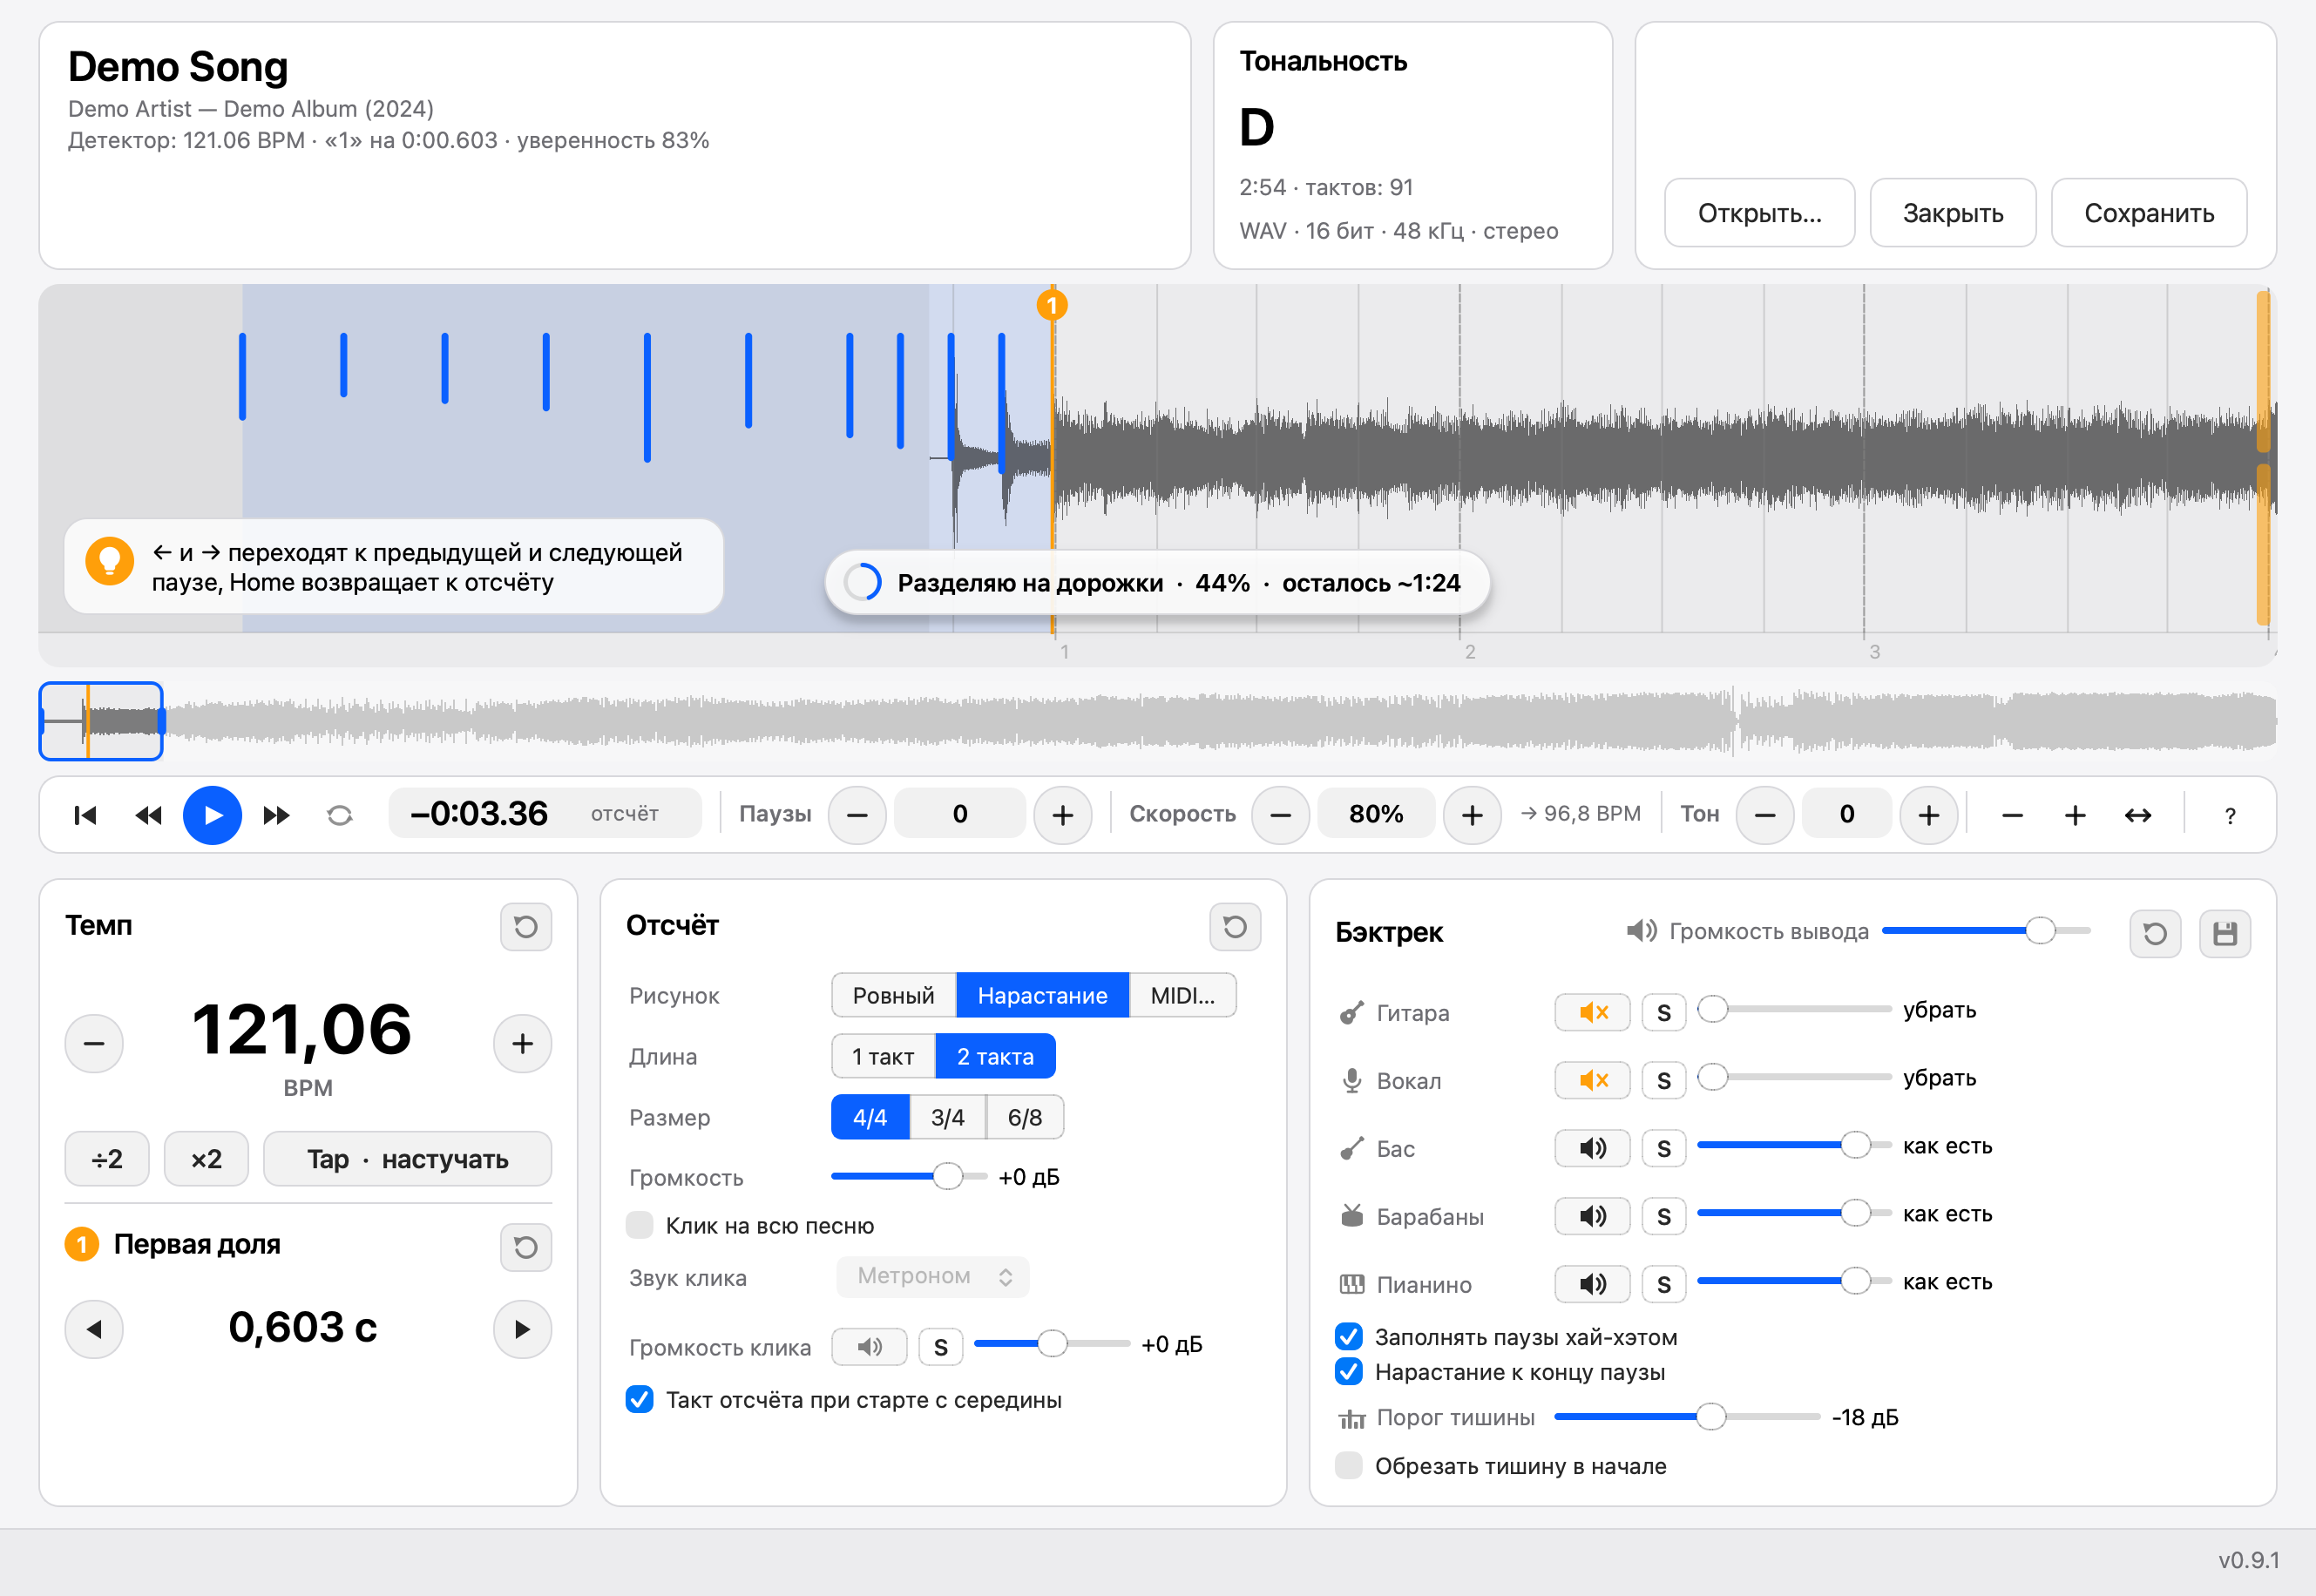 Demo Song
Demo Artist — Demo Album (2024)
Детектор: 121.06 BPM · «1» на 0:00.603 · уверенность 83%
Тональность
D
2:54 · тактов: 91
WAV · 16 бит · 48 кГц · стерео
Открыть...
Закрыть
Сохранить
1
← и → переходят к предыдущей и следующей
паузе, Home возвращает к отсчёту
Разделяю на дорожки · 44% · осталось ~1:24
1
2
3
−0:03.36 отсчёт
Паузы − 0 +
Скорость − 80% + → 96,8 BPM
Тон − 0 +
− + ↔ ?
Темп
− 121,06 +
BPM
÷2
×2
Tap · настучать
1 Первая доля
0,603 с
Отсчёт
Рисунок Ровный Нарастание MIDI...
Длина 1 такт 2 такта
Размер 4/4 3/4 6/8
Громкость +0 дБ
Клик на всю песню
Звук клика Метроном
Громкость клика S +0 дБ
Такт отсчёта при старте с середины
Бэктрек Громкость вывода
Гитара S убрать
Вокал S убрать
Бас S как есть
Барабаны S как есть
Пианино S как есть
Заполнять паузы хай-хэтом
Нарастание к концу паузы
Порог тишины -18 дБ
Обрезать тишину в начале
v0.9.1